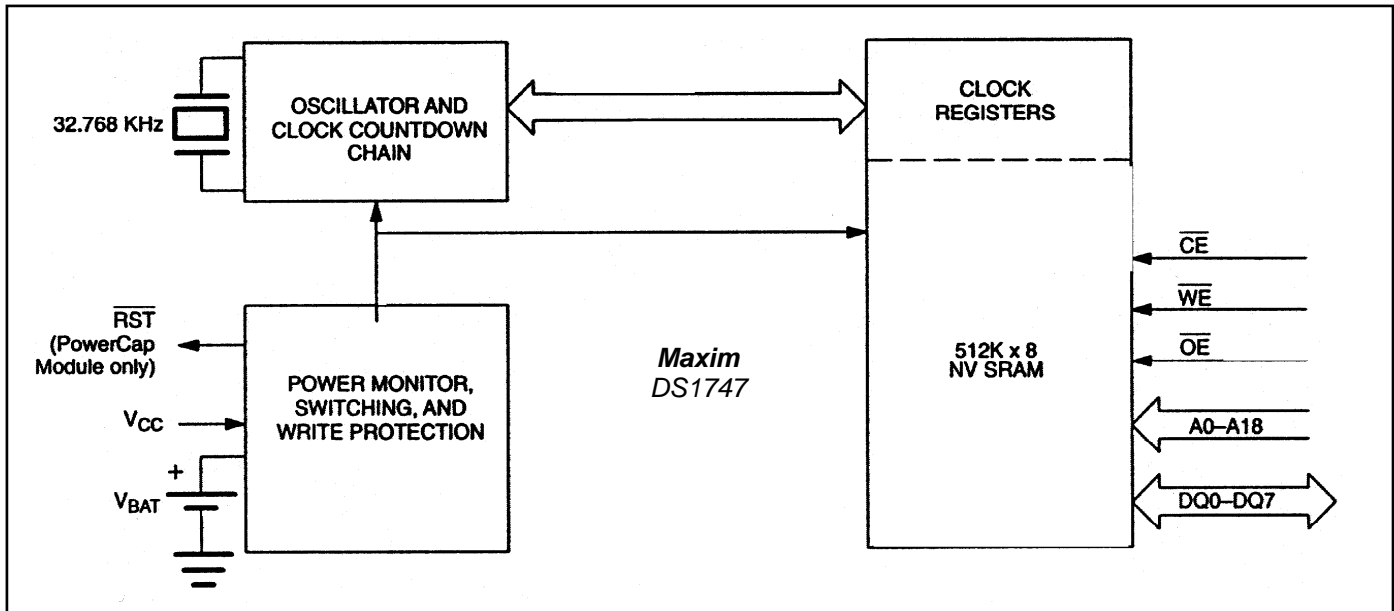 32.768 KHz
OSCILLATOR AND
CLOCK COUNTDOWN
CHAIN
CLOCK
REGISTERS
RST
(PowerCap
Module only)
VCC
+
VBAT
POWER MONITOR,
SWITCHING, AND
WRITE PROTECTION
Maxim
DS1747
512K x 8
NV SRAM
CE
WE
OE
A0–A18
DQ0–DQ7